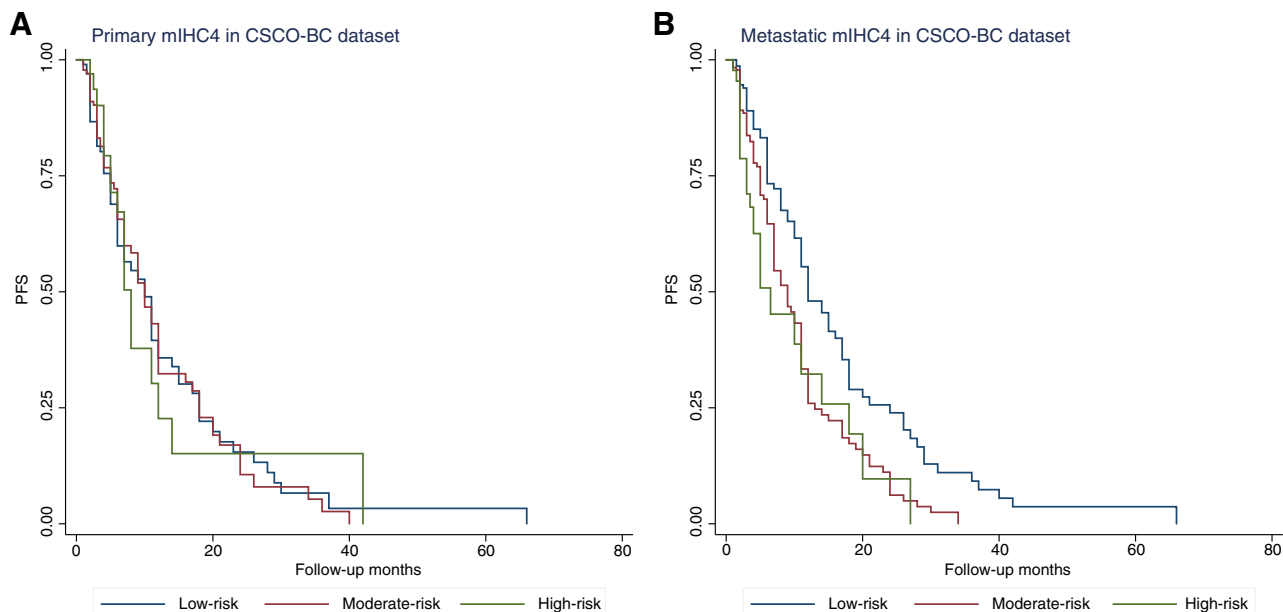 A
Primary mIHC4 in CSCO-BC dataset
1.00
0.75
0.50
0.25
0.00
PFS
0 20 40 60 80
Follow-up months
Low-risk Moderate-risk High-risk
B
Metastatic mIHC4 in CSCO-BC dataset
1.00
0.75
0.50
0.25
0.00
PFS
0 20 40 60 80
Follow-up months
Low-risk Moderate-risk High-risk